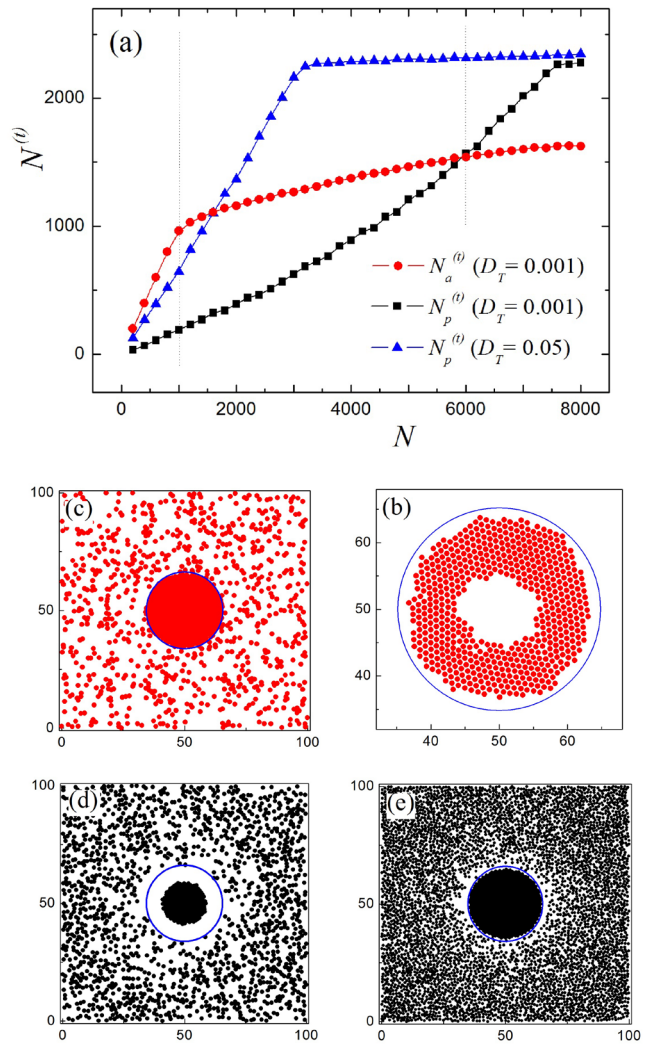 (a)
2000
1000
0
N^(t)
N_a^(t) (D_T= 0.001)
N_p^(t) (D_T= 0.001)
N_p^(t) (D_T= 0.05)
0 2000 4000 6000 8000
N
(c)
100
50
0
0 50 100
(b)
60
50
40
40 50 60
(d)
100
50
0
0 50 100
(e)
100
50
0
0 50 100